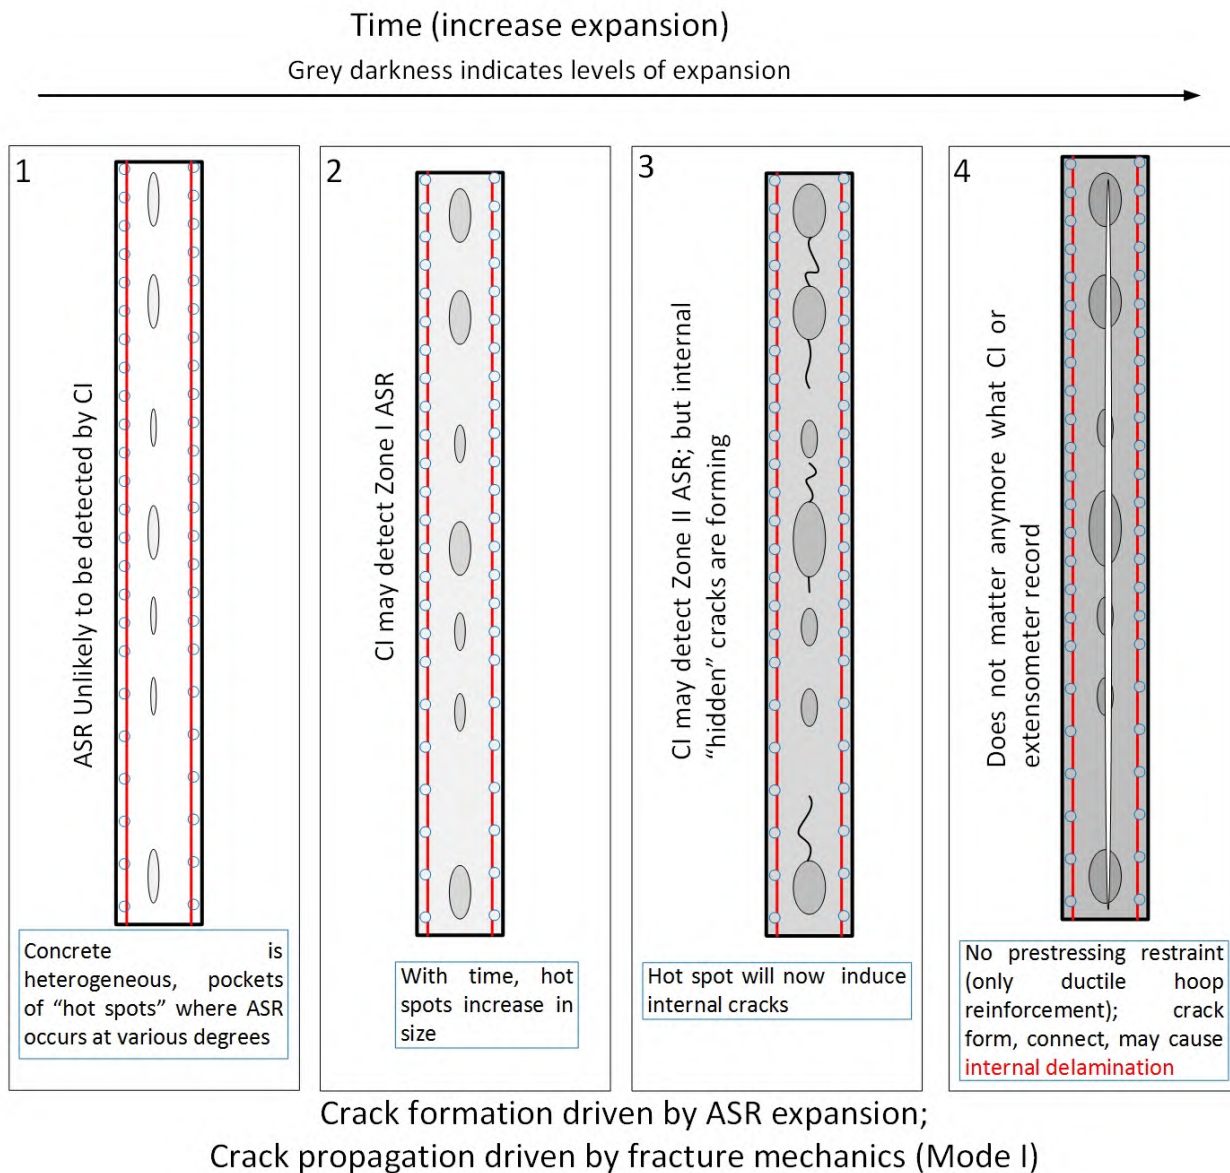 Time (increase expansion)
Grey darkness indicates levels of expansion
1
ASR Unlikely to be detected by CI
Concrete is
heterogeneous, pockets
of “hot spots” where ASR
occurs at various degrees
2
CI may detect Zone I ASR
With time, hot
spots increase in
size
3
CI may detect Zone II ASR; but internal
“hidden” cracks are forming
Hot spot will now induce
internal cracks
4
Does not matter anymore what CI or
extensometer record
No prestressing restraint
(only ductile hoop
reinforcement); crack
form, connect, may cause
internal delamination
Crack formation driven by ASR expansion;
Crack propagation driven by fracture mechanics (Mode I)